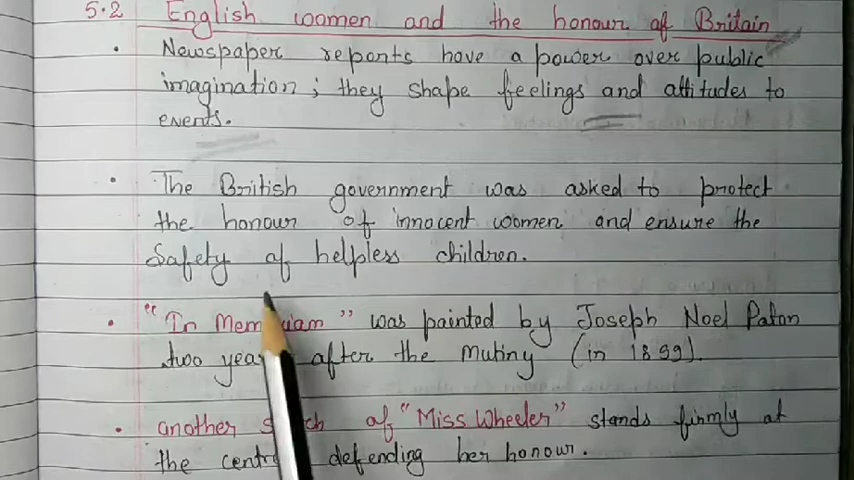 5.2 English women and the honour of Britain
• Newspaper reports have a power over public
imagination; they shape feelings and attitudes to
events.
• The British government was asked to protect
the honour of innocent women and ensure the
Safety of helpless children.
• "In was painted by Joseph Noel Paton
two after the Mutiny (in 1859).
• another of "Miss Wheeler" stands firmly at
the defending her honour.